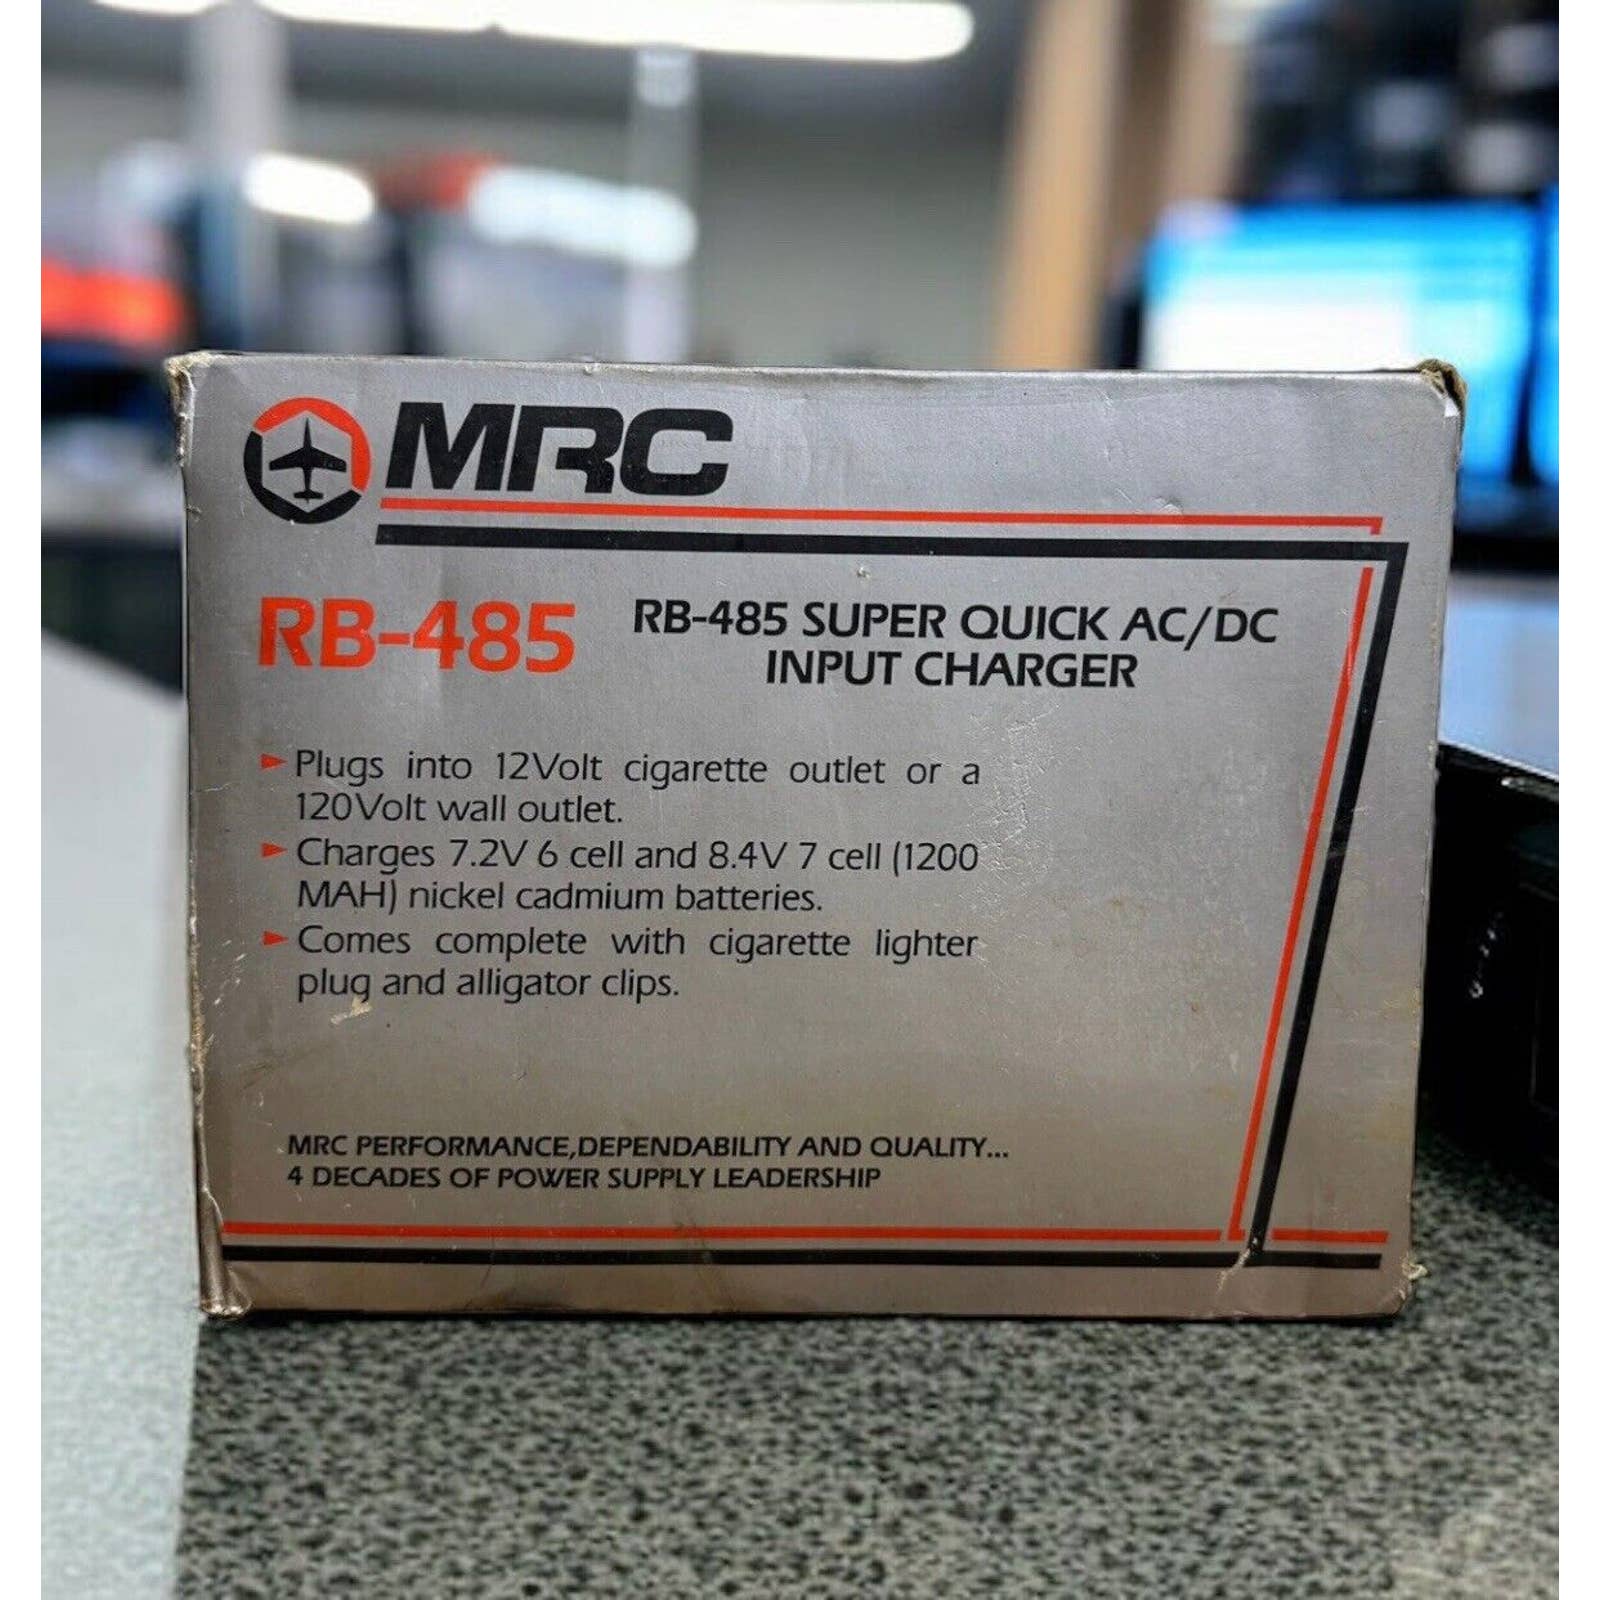 MRC
RB-485
RB-485 SUPER QUICK AC/DC
INPUT CHARGER
Plugs into 12Volt cigarette outlet or a
120Volt wall outlet.
Charges 7.2V 6 cell and 8.4V 7 cell (1200
MAH) nickel cadmium batteries.
Comes complete with cigarette lighter
plug and alligator clips.
MRC PERFORMANCE,DEPENDABILITY AND QUALITY...
4 DECADES OF POWER SUPPLY LEADERSHIP